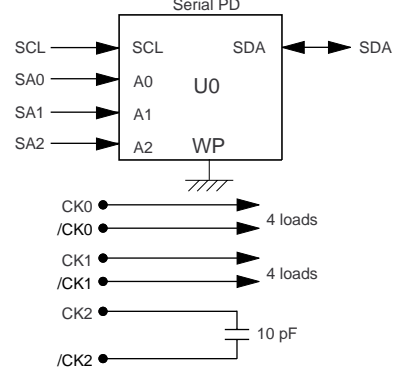 Serial PD
SCL SCL SDA SDA
SA0 A0 U0
SA1 A1
SA2 A2 WP
CK0
/CK0 4 loads
CK1
/CK1 4 loads
CK2
10 pF
/CK2